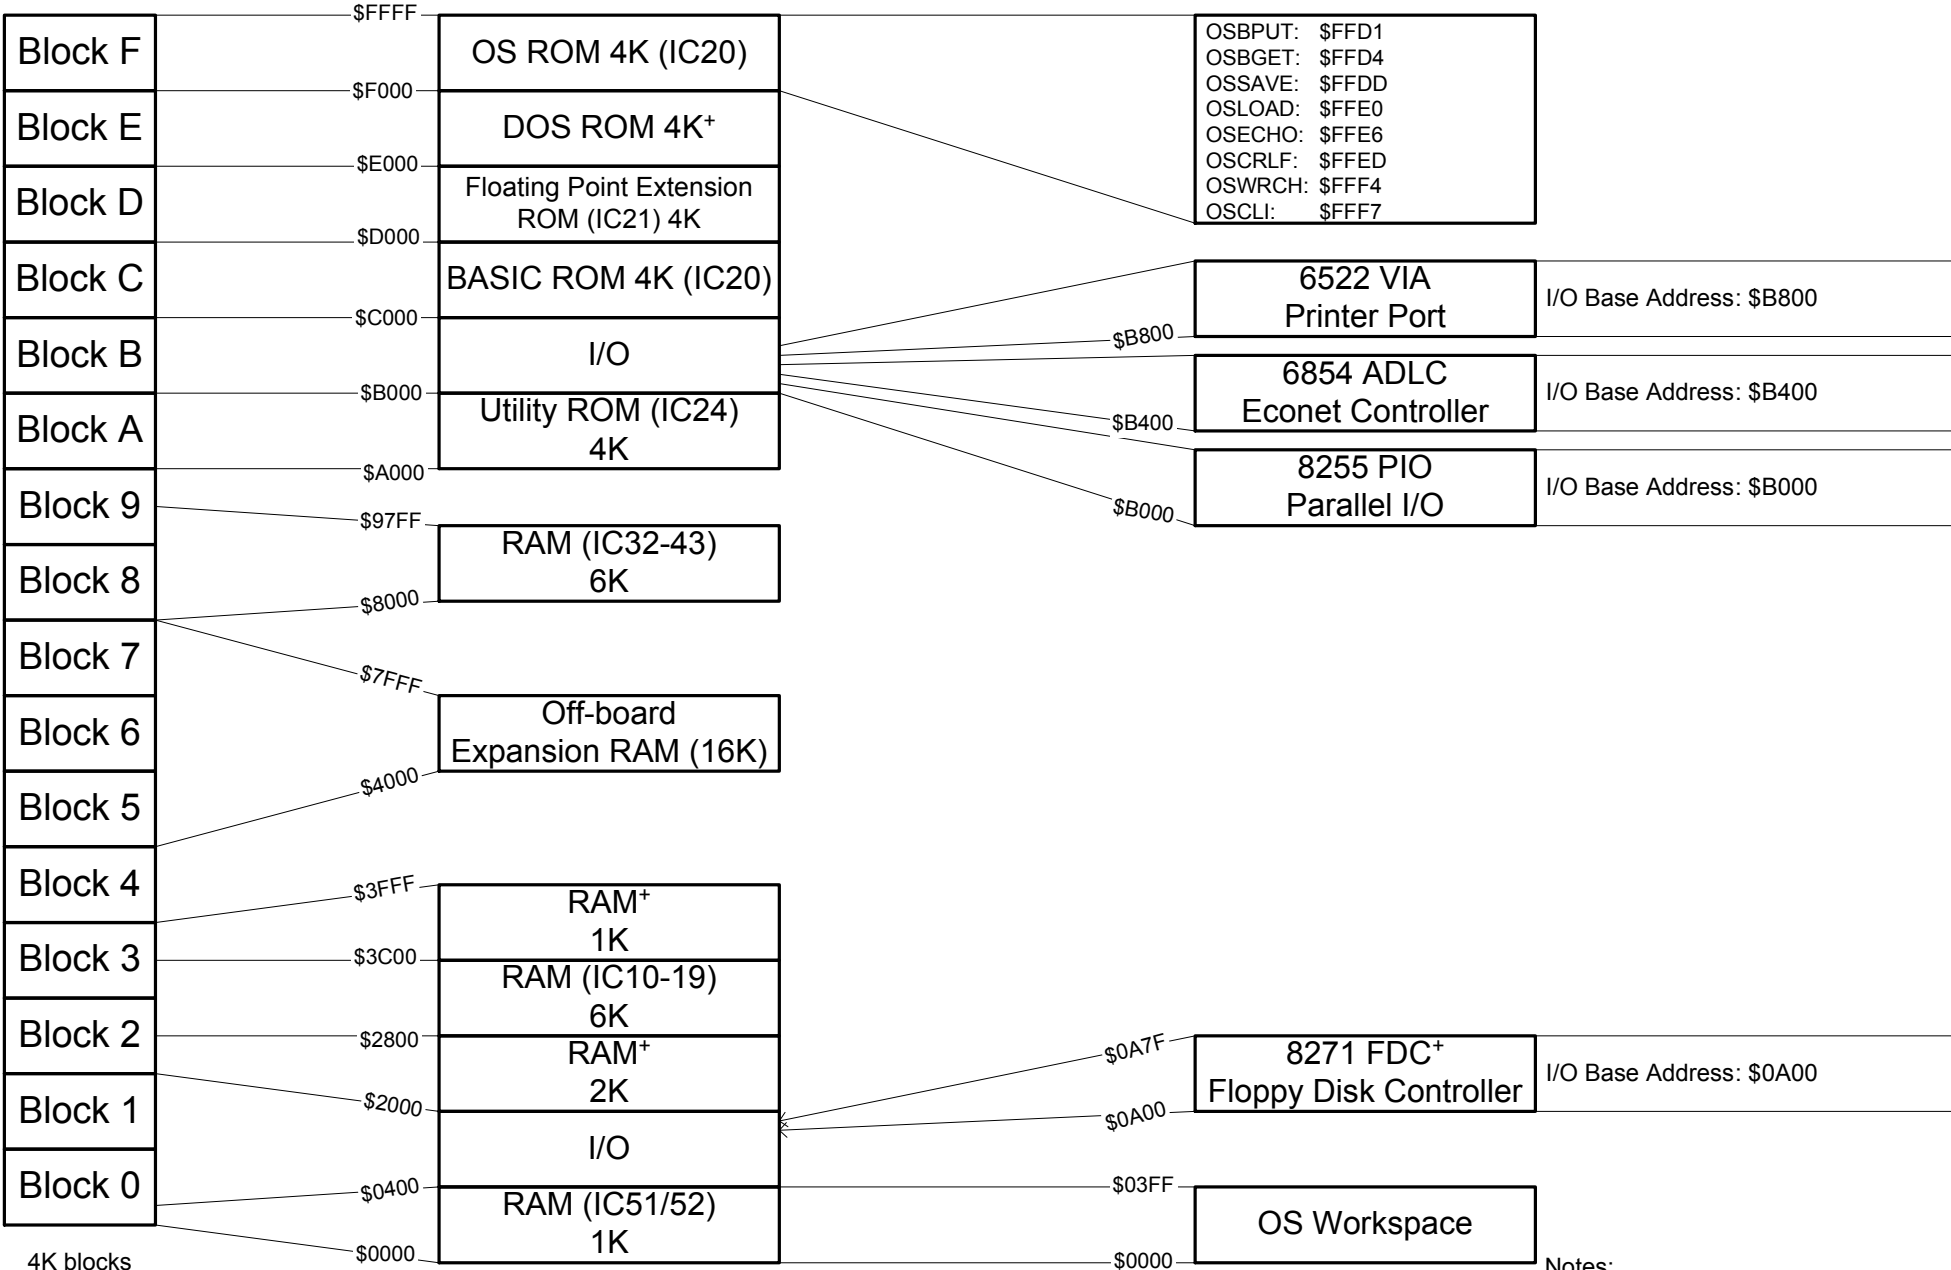 Block F
Block E
Block D
Block C
Block B
Block A
Block 9
Block 8
Block 7
Block 6
Block 5
Block 4
Block 3
Block 2
Block 1
Block 0
4K blocks
$FFFF
$F000
$E000
$D000
$C000
$B000
$A000
$97FF
$8000
$7FFF
$4000
$3FFF
$3C00
$2800
$2000
$0400
$0000
OS ROM 4K (IC20)
DOS ROM 4K+
Floating Point Extension
ROM (IC21) 4K
BASIC ROM 4K (IC20)
I/O
Utility ROM (IC24)
4K
RAM (IC32-43)
6K
Off-board
Expansion RAM (16K)
RAM+
1K
RAM (IC10-19)
6K
RAM+
2K
I/O
RAM (IC51/52)
1K
$B800
$B400
$B000
$0A7F
$0A00
$03FF
$0000
OSBPUT: $FFD1
OSBGET: $FFD4
OSSAVE: $FFDD
OSLOAD: $FFE0
OSECHO: $FFE6
OSCRLF: $FFED
OSWRCH: $FFF4
OSCLI: $FFF7
6522 VIA
Printer Port
6854 ADLC
Econet Controller
8255 PIO
Parallel I/O
8271 FDC+
Floppy Disk Controller
OS Workspace
I/O Base Address: $B800
I/O Base Address: $B400
I/O Base Address: $B000
I/O Base Address: $0A00
Notes: